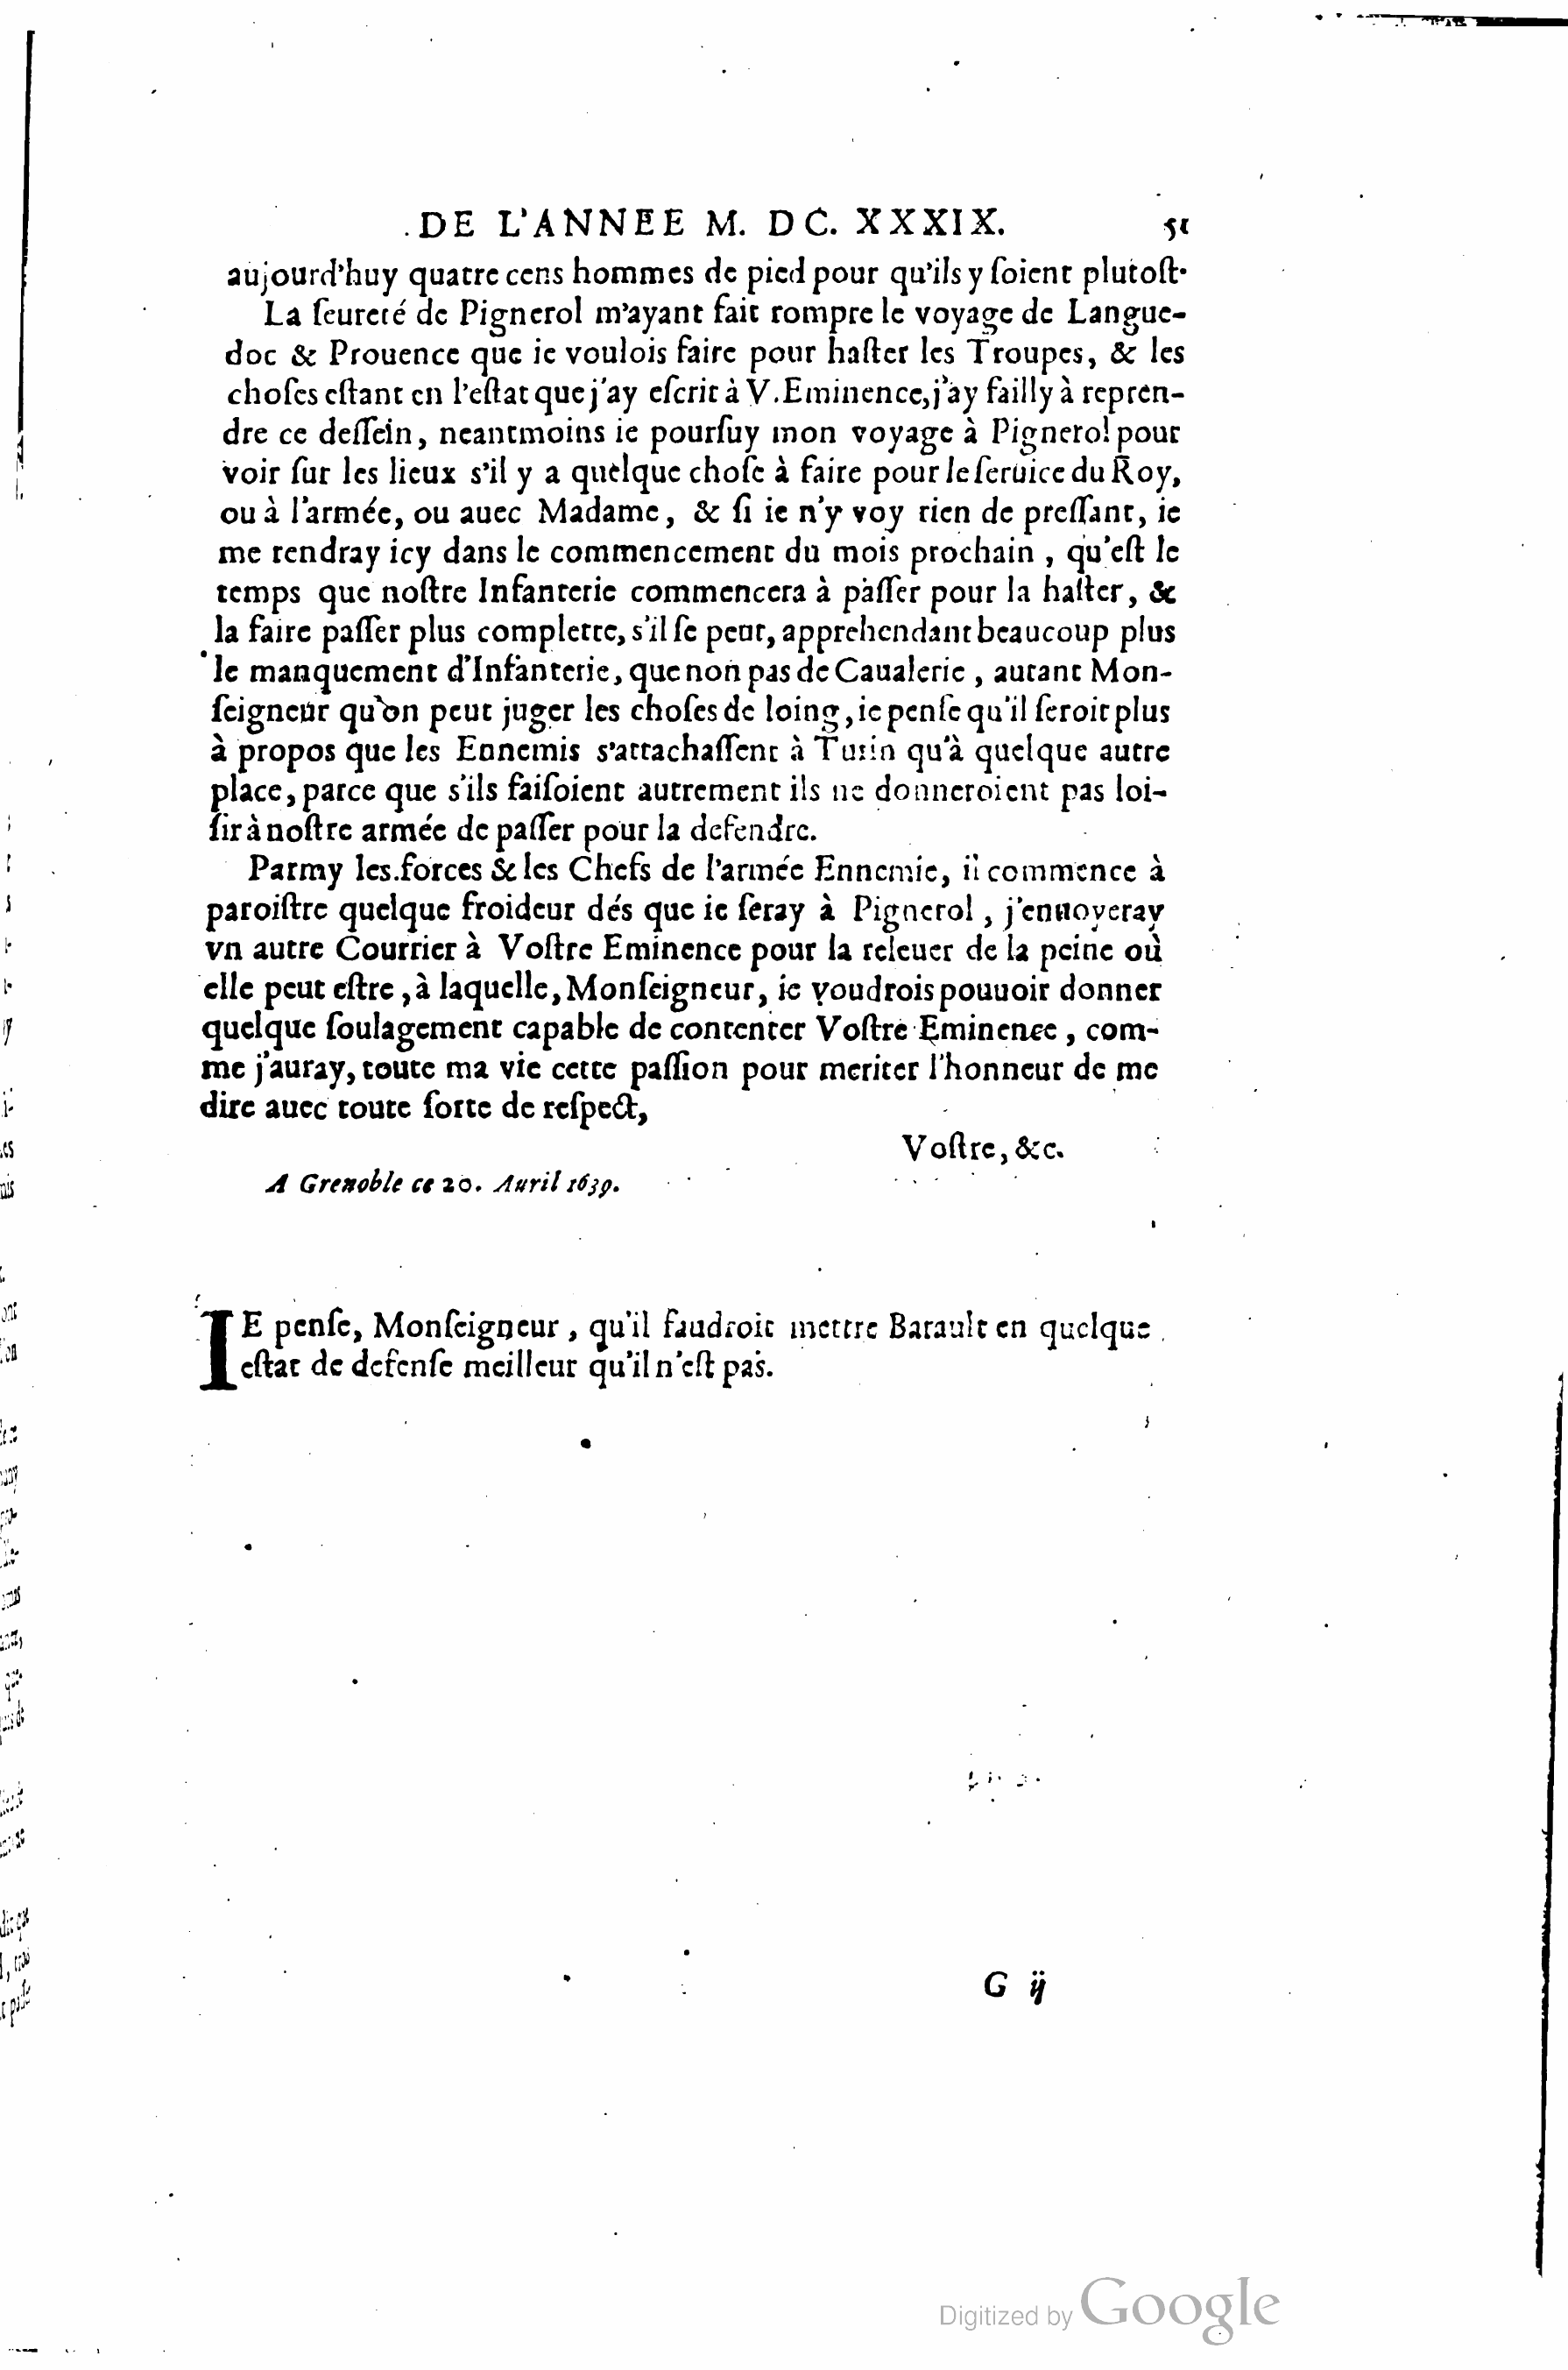 DE L'ANNEE M. DC. XXXIX. 51
aujourd'huy quatre cens hommes de pied pour qu'ils y ſoient plutoſt.
La ſeureté de Pignerol m'ayant fait rompre le voyage de Langue-
doc & Prouence que ie voulois faire pour haſter les Troupes, & les
choſes eſtant en l'eſtat que j'ay eſcrit à V. Eminence, j'ay failly à repren-
dre ce deſſein, neantmoins ie pourſuy mon voyage à Pignerol pour
voir ſur les lieux s'il y a quelque choſe à faire pour le ſeruice du Roy,
ou à l'armée, ou auec Madame, & ſi ie n'y voy rien de preſſant, ie
me rendray icy dans le commencement du mois prochain, qu'eſt le
temps que noſtre Infanterie commencera à paſſer pour la haſter, &
la faire paſſer plus complette, s'il ſe peut, apprehendant beaucoup plus
le manquement d'Infanterie, que non pas de Caualerie, autant Mon-
ſeigneur qu'on peut juger les choſes de loing, ie penſe qu'il ſeroit plus
à propos que les Ennemis s'attachaſſent à Turin qu'à quelque autre
place, parce que s'ils faiſoient autrement ils ne donneroient pas loi-
ſir à noſtre armée de paſſer pour la defendre.
Parmy les forces & les Chefs de l'armée Ennemie, il commence à
paroiſtre quelque froideur dés que ie ſeray à Pignerol, j'enuoyeray
vn autre Courrier à Voſtre Eminence pour la releuer de la peine où
elle peut eſtre, à laquelle, Monſeigneur, ie voudrois pouuoir donner
quelque ſoulagement capable de contenter Voſtre Eminence, com-
me j'auray, toute ma vie cette paſſion pour meriter l'honneur de me
dire auec toute ſorte de reſpect,
Voſtre, &c.
A Grenoble ce 20. Auril 1639.
IE penſe, Monſeigneur, qu'il faudroit mettre Barault en quelque
eſtat de defenſe meilleur qu'il n'eſt pas.
G ij
Digitized by Google